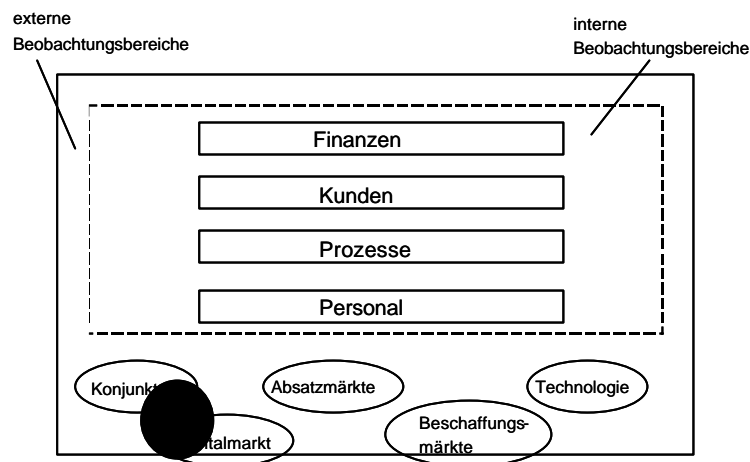 externe
Beobachtungsbereiche
interne
Beobachtungsbereiche
Finanzen
Kunden
Prozesse
Personal
Absatzmärkte
Technologie
Beschaffungs-
märkte